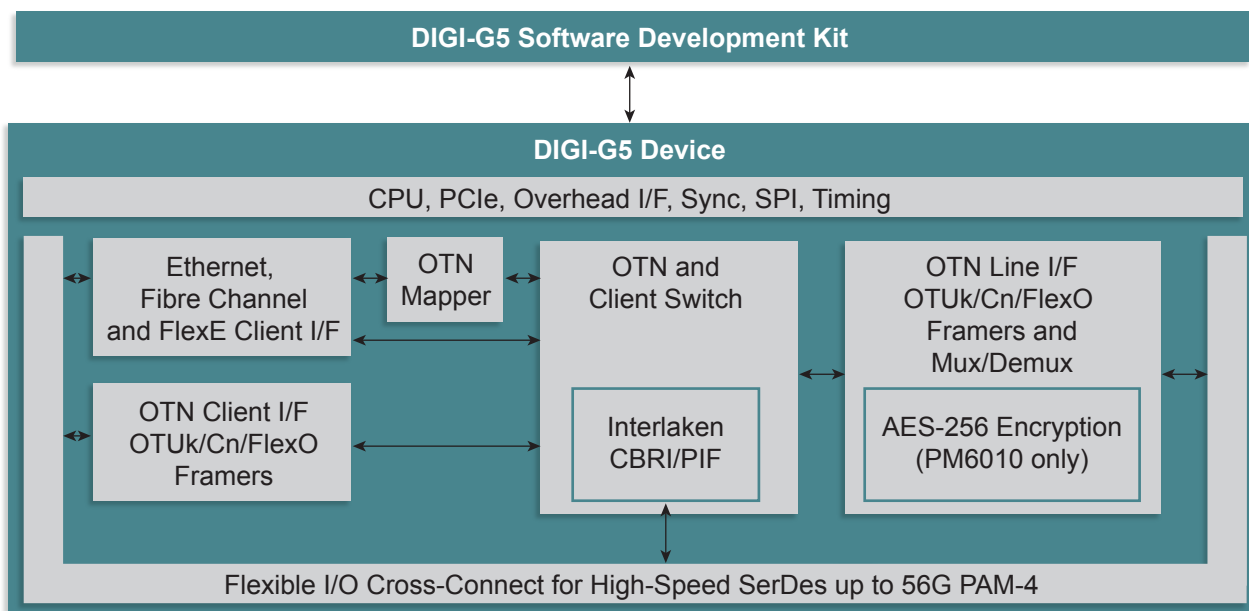 DIGI-G5 Software Development Kit
DIGI-G5 Device
CPU, PCIe, Overhead I/F, Sync, SPI, Timing
Ethernet,
Fibre Channel
and FlexE Client I/F
OTN
Mapper
OTN and
Client Switch
OTN Line I/F
OTUk/Cn/FlexO
Framers and
Mux/Demux
OTN Client I/F
OTUk/Cn/FlexO
Framers
Interlaken
CBRI/PIF
AES-256 Encryption
(PM6010 only)
Flexible I/O Cross-Connect for High-Speed SerDes up to 56G PAM-4